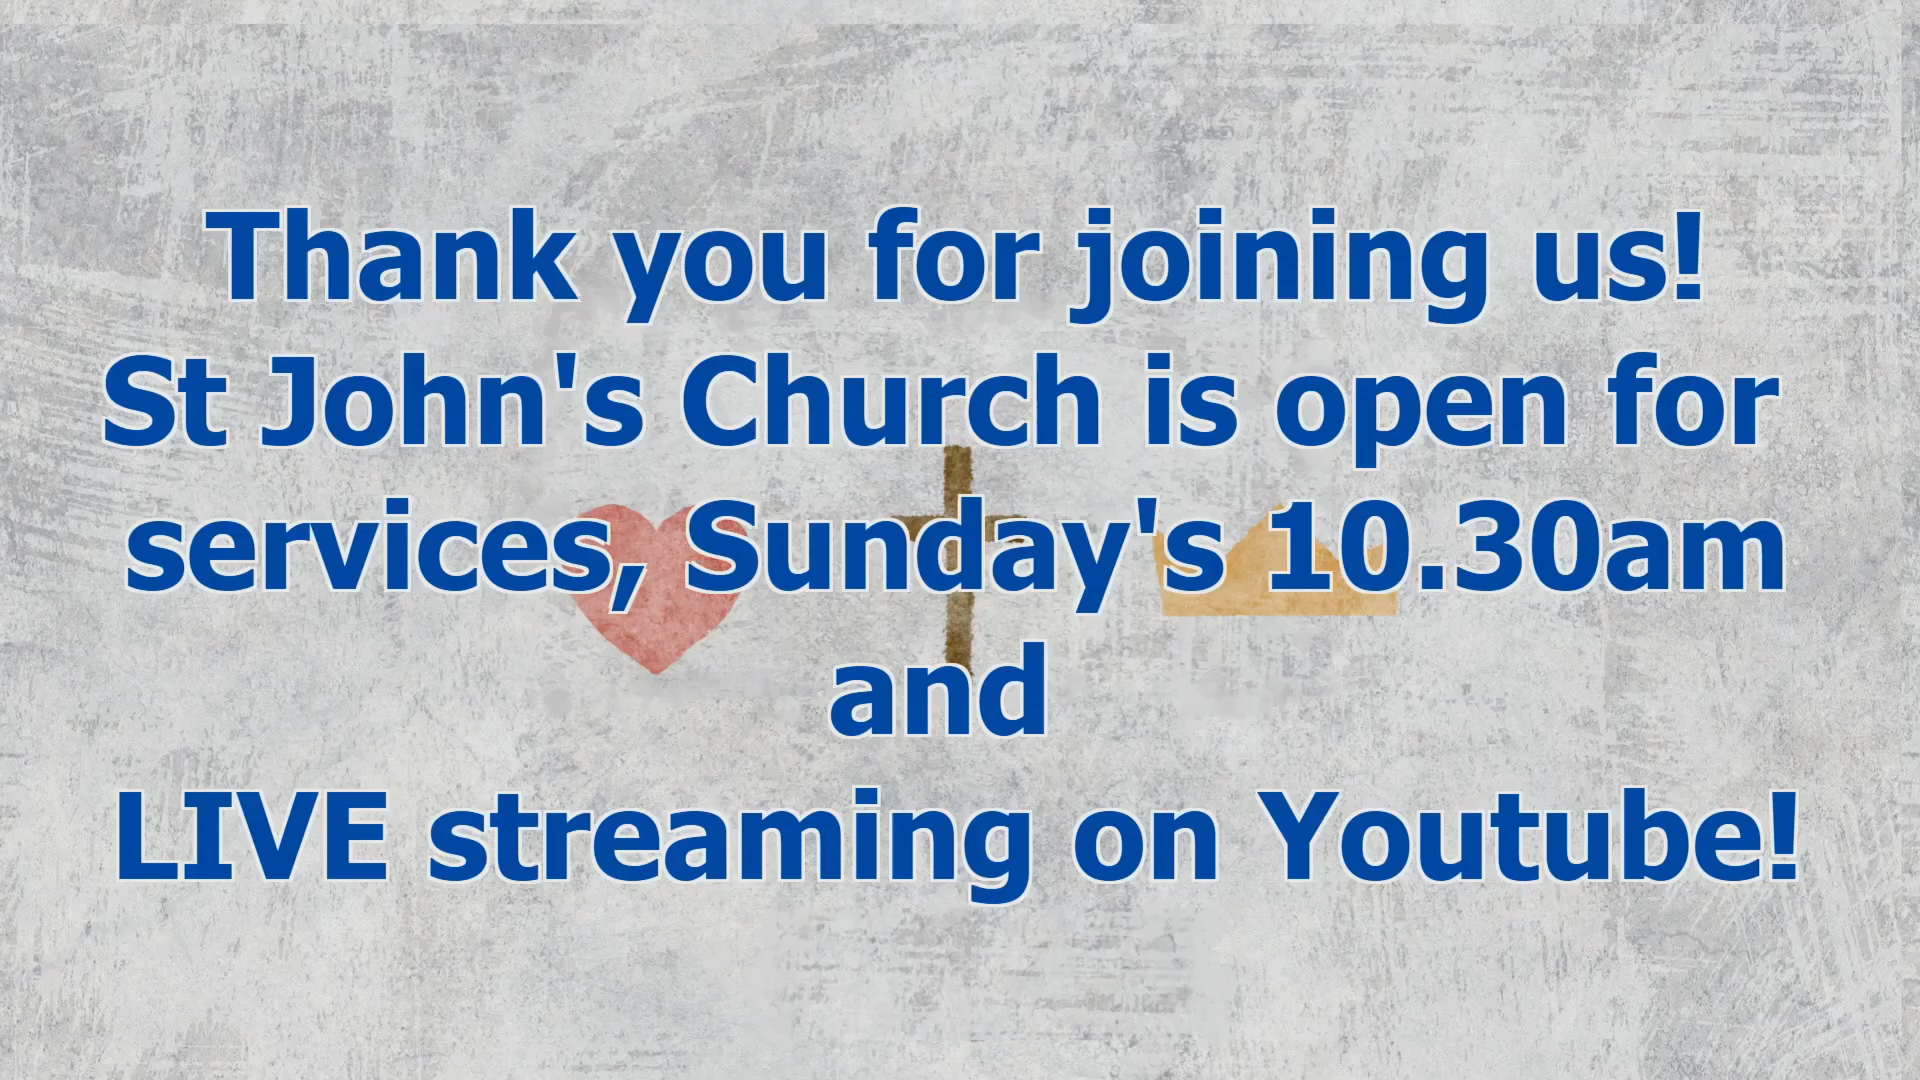 Thank you for joining us!
St John's Church is open for
services, Sunday's 10.30am
and
LIVE streaming on Youtube!